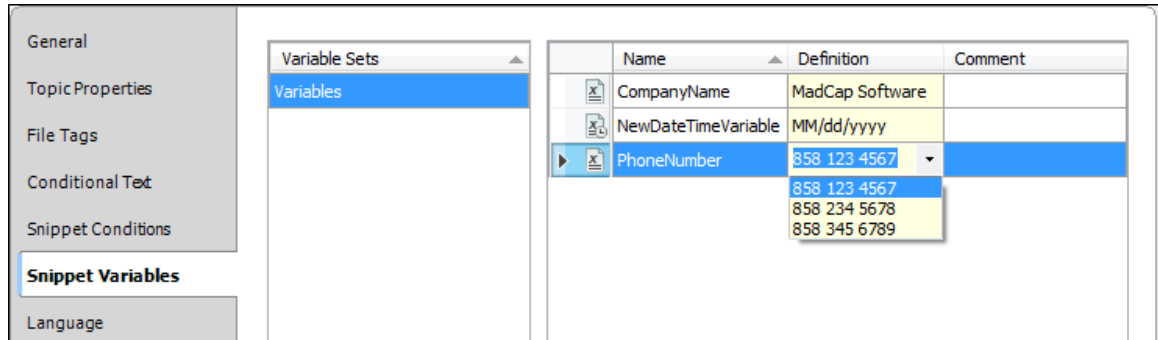 General
Topic Properties
File Tags
Conditional Text
Snippet Conditions
Snippet Variables
Language
Variable Sets
Variables
Name Definition Comment
CompanyName MadCap Software
NewDateTimeVariable MM/dd/yyyy
PhoneNumber 858 123 4567
858 123 4567
858 234 5678
858 345 6789